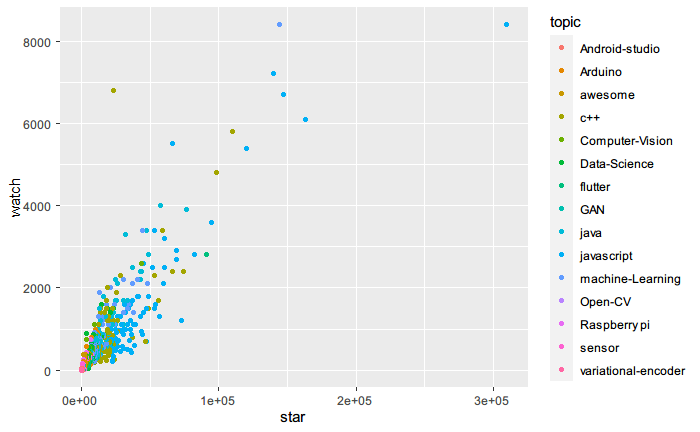 topic
Android-studio
Arduino
awesome
c++
Computer-Vision
Data-Science
flutter
GAN
java
javascript
machine-Learning
Open-CV
Raspberry pi
sensor
variational-encoder
watch
8000
6000
4000
2000
0
0e+00
1e+05
2e+05
3e+05
star